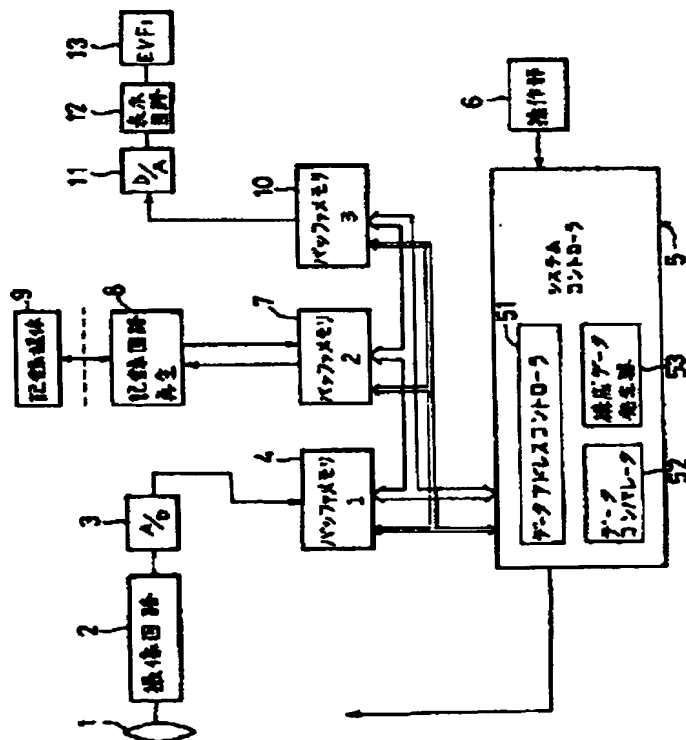 1
2
撮像回路
3
A/D
4
バッファメモリ
1
9
記録媒体
8
記録回路
再生
7
バッファメモリ
2
10
バッファメモリ
3
11
D/A
12
表示
回路
13
EVF
6
操作部
システム
コントローラ
5
51
データアドレスコントローラ
データ
コンパレータ
52
データ
発生器
53